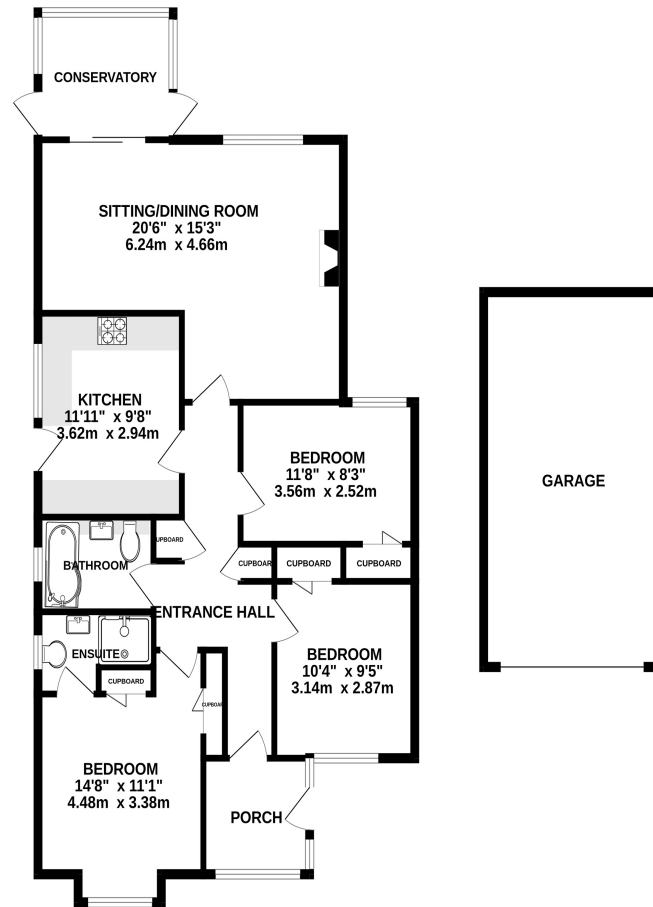 CONSERVATORY
SITTING/DINING ROOM
20'6" x 15'3"
6.24m x 4.66m
KITCHEN
11'11" x 9'8"
3.62m x 2.94m
BEDROOM
11'8" x 8'3"
3.56m x 2.52m
GARAGE
CUPBOARD
BATHROOM
CUPBOARD
CUPBOARD
CUPBOARD
ENTRANCE HALL
ENSUITE
BEDROOM
10'4" x 9'5"
3.14m x 2.87m
CUPBOARD
CUPBOARD
BEDROOM
14'8" x 11'1"
4.48m x 3.38m
PORCH